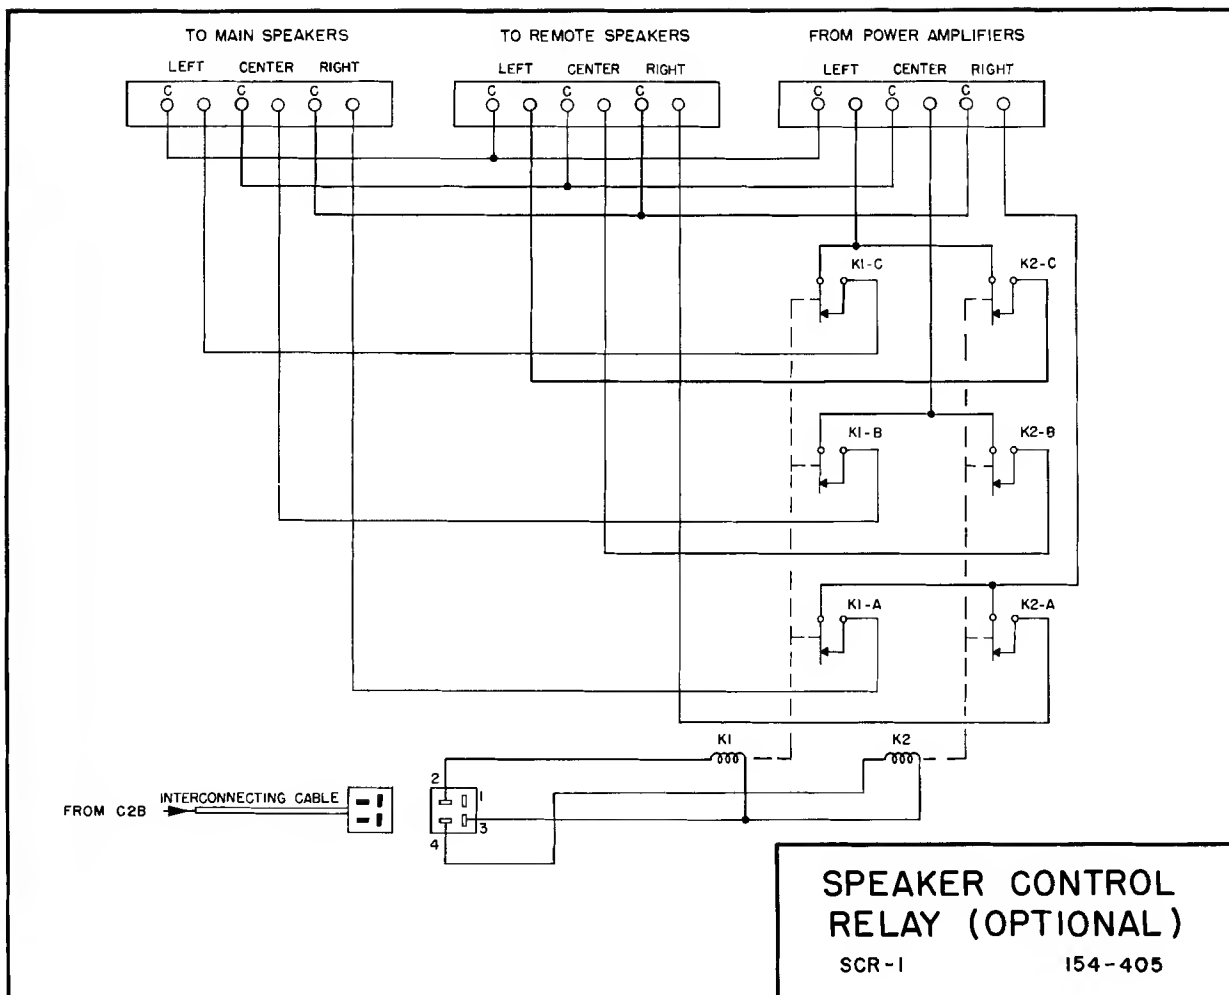 TO MAIN SPEAKERS
LEFT CENTER RIGHT
C C C
TO REMOTE SPEAKERS
LEFT CENTER RIGHT
C C C
FROM POWER AMPLIFIERS
LEFT CENTER RIGHT
C C C
K1-C
K2-C
K1-B
K2-B
K1-A
K2-A
K1
K2
FROM C2B
INTERCONNECTING CABLE
2
1
3
4
SPEAKER CONTROL
RELAY (OPTIONAL)
SCR-1 154-405